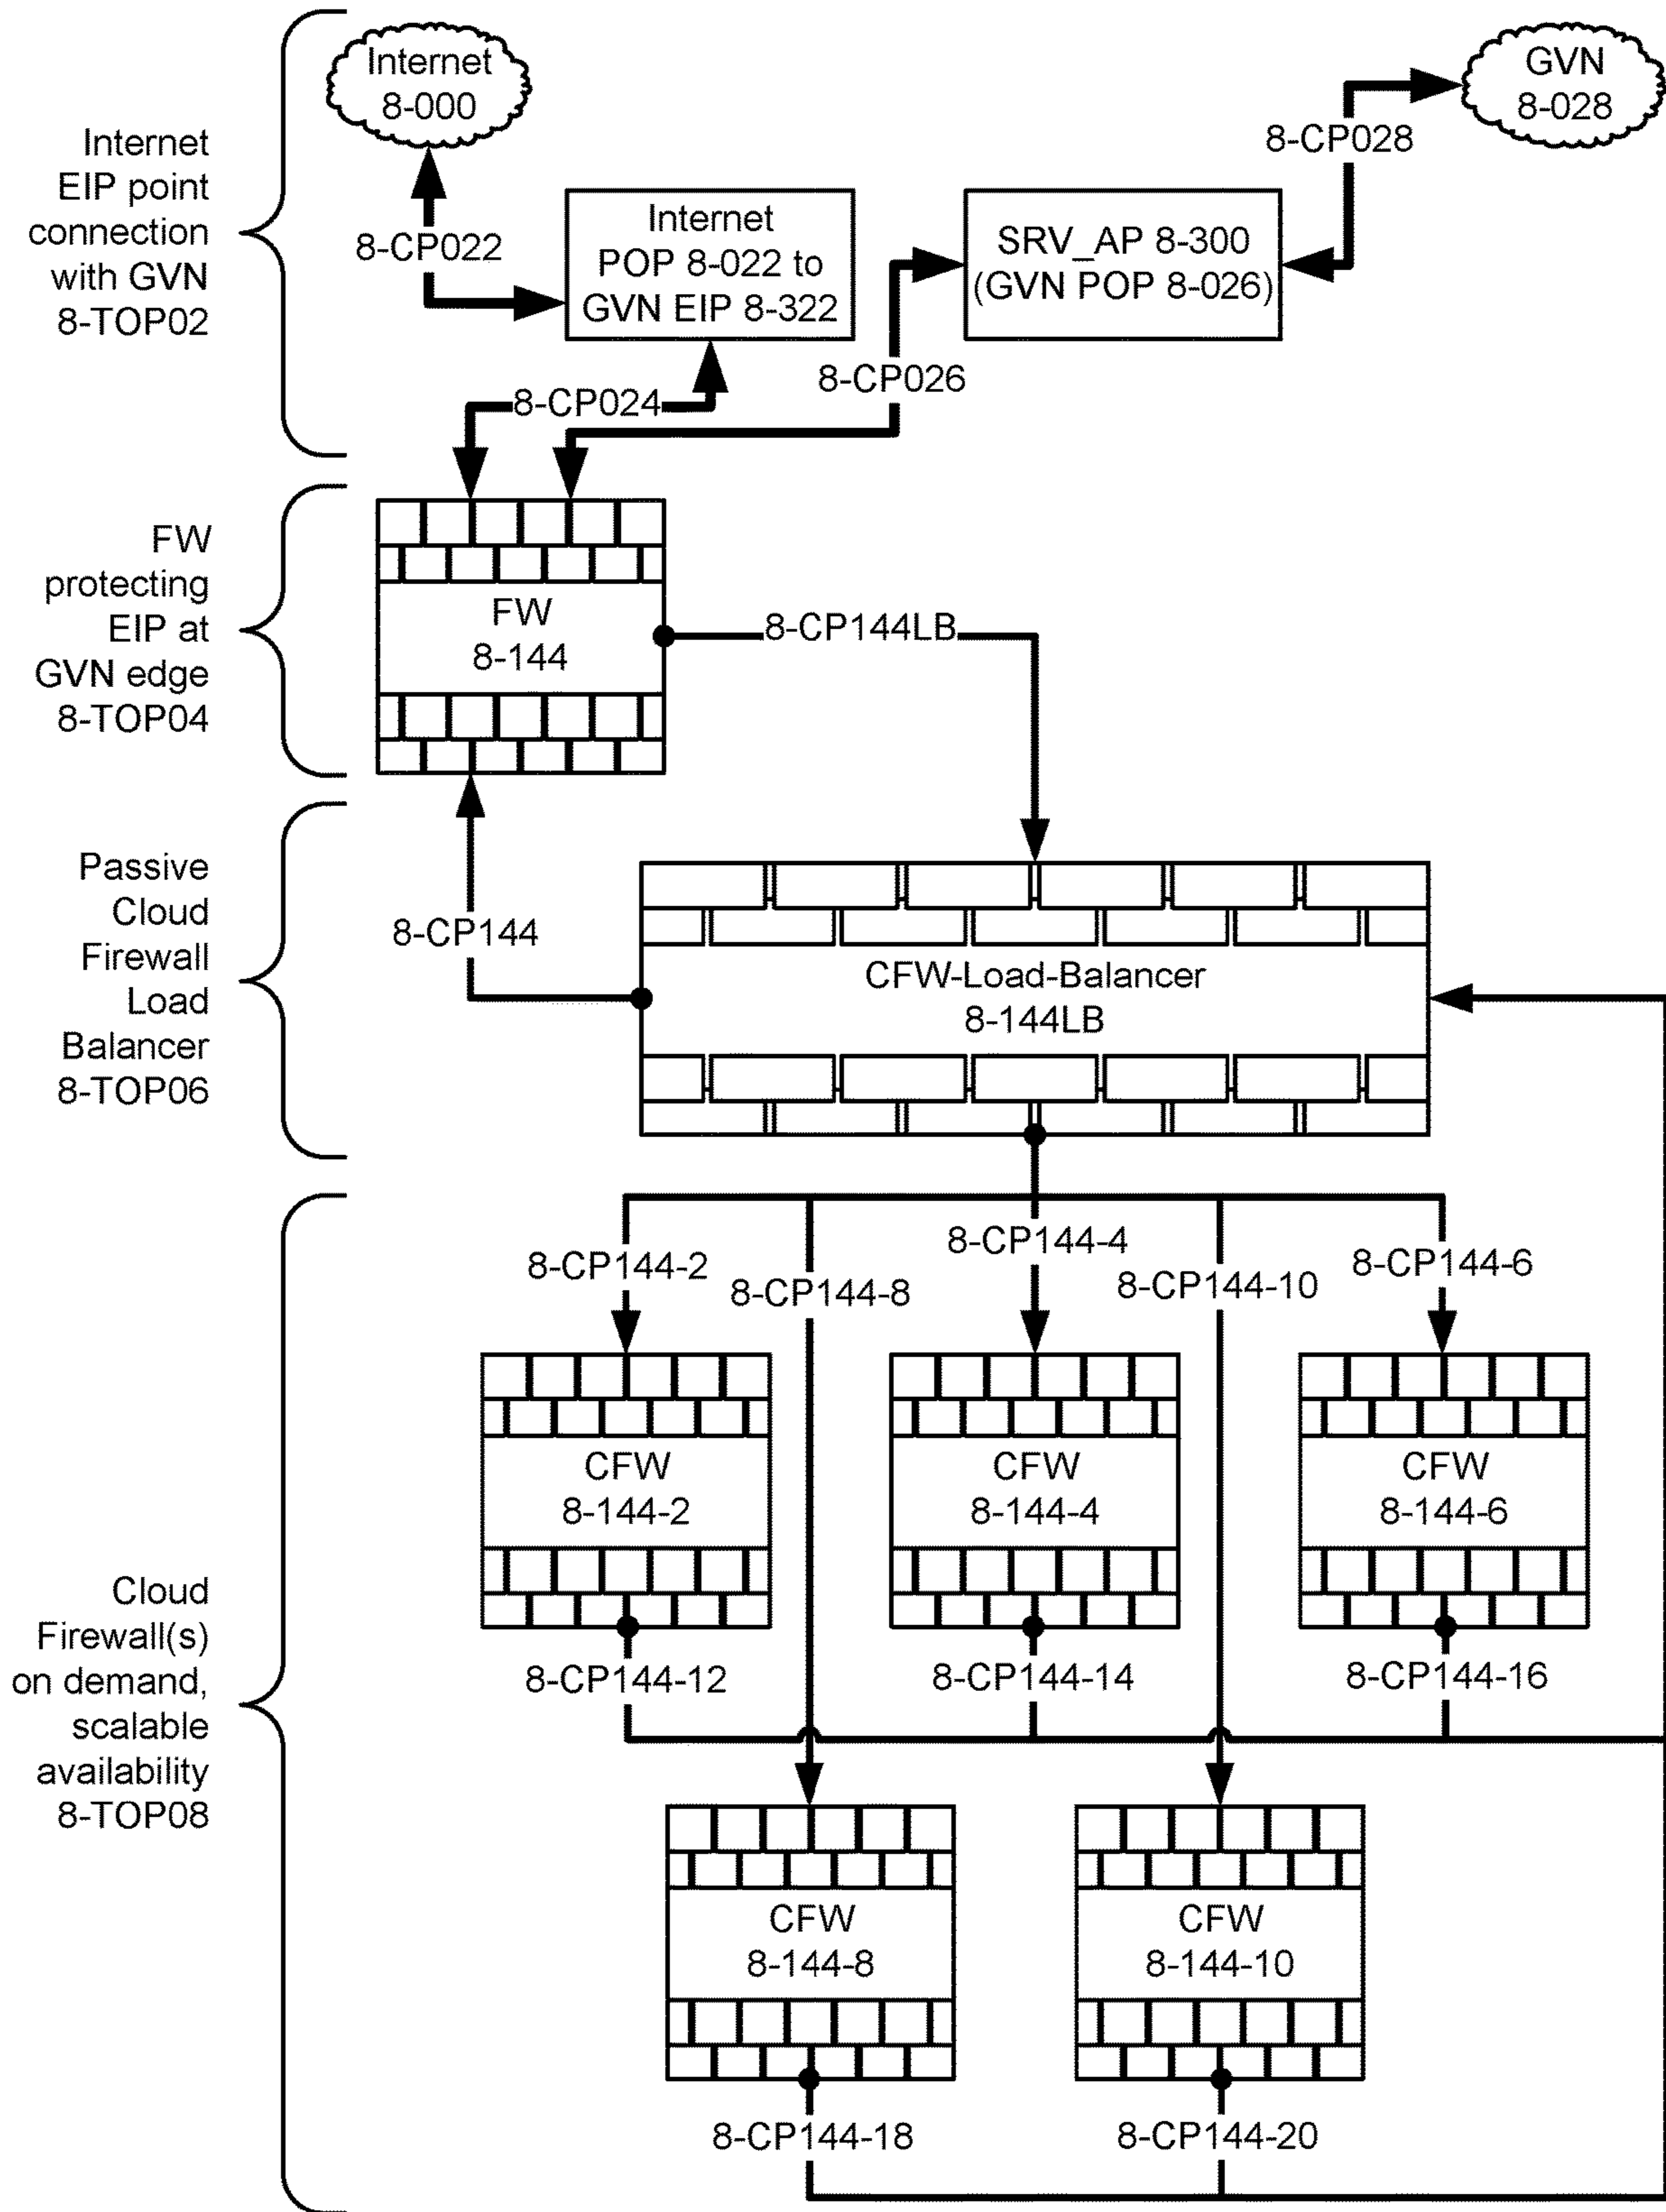 Internet
8-000
GVN
8-028
8-CP028
Internet
EIP point
connection
with GVN
8-TOP02
8-CP022
Internet
POP 8-022 to
GVN EIP 8-322
SRV_AP 8-300
(GVN POP 8-026)
8-CP024
8-CP026
FW
protecting
EIP at
GVN edge
8-TOP04
FW
8-144
8-CP144LB
Passive
Cloud
Firewall
Load
Balancer
8-TOP06
8-CP144
CFW-Load-Balancer
8-144LB
8-CP144-2
8-CP144-8
8-CP144-4
8-CP144-10
8-CP144-6
CFW
8-144-2
CFW
8-144-4
CFW
8-144-6
Cloud
Firewall(s)
on demand,
scalable
availability
8-TOP08
8-CP144-12
8-CP144-14
8-CP144-16
CFW
8-144-8
CFW
8-144-10
8-CP144-18
8-CP144-20